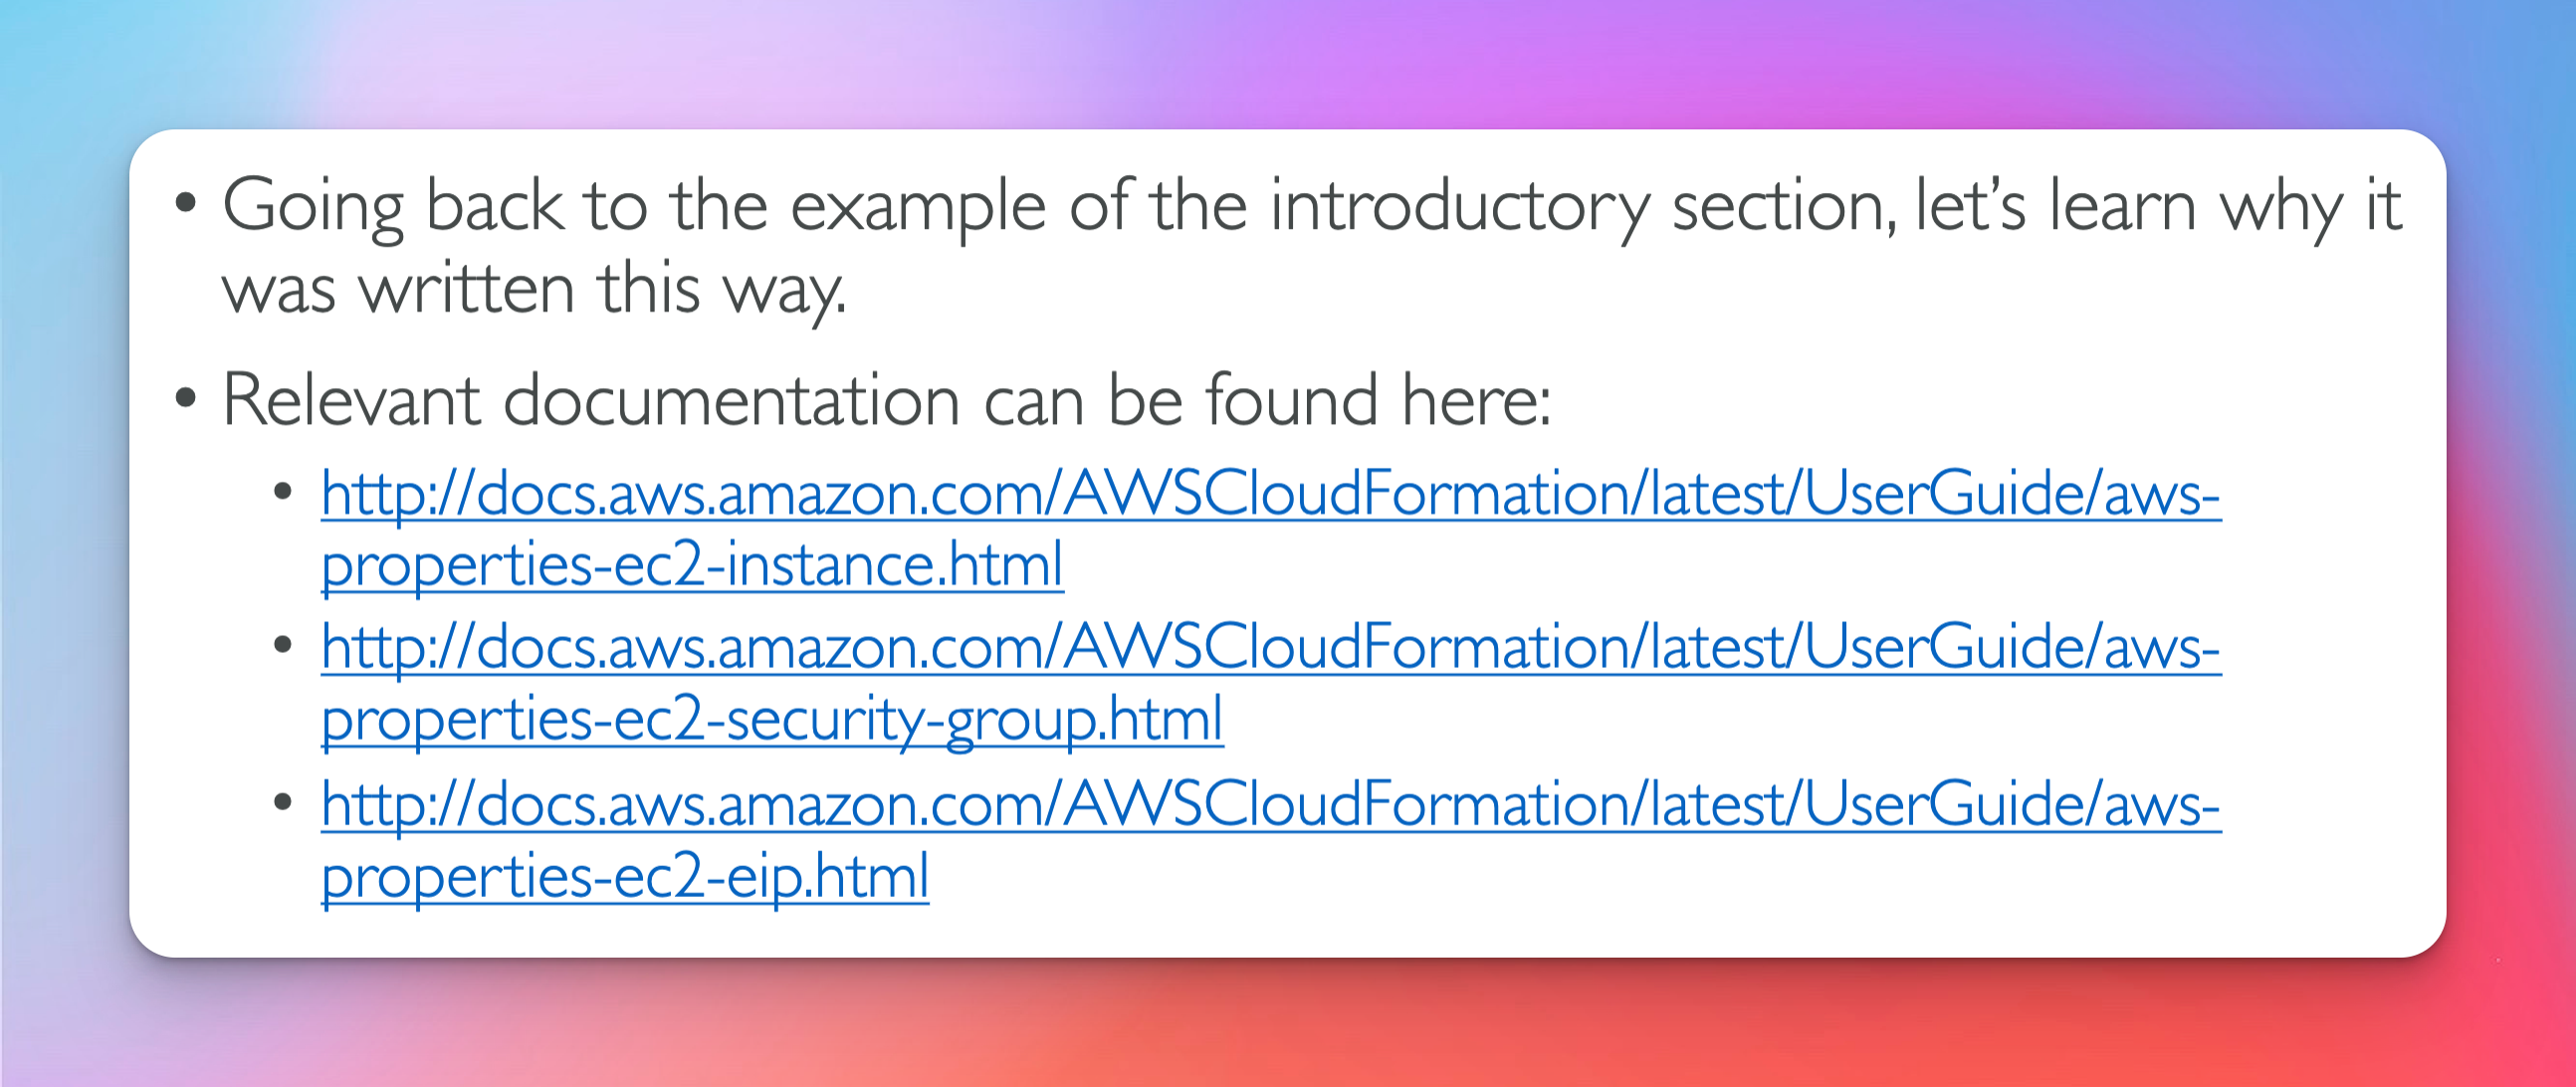 • Going back to the example of the introductory section, let’s learn why it
was written this way.
• Relevant documentation can be found here:
• http://docs.aws.amazon.com/AWSCloudFormation/latest/UserGuide/aws-
properties-ec2-instance.html
• http://docs.aws.amazon.com/AWSCloudFormation/latest/UserGuide/aws-
properties-ec2-security-group.html
• http://docs.aws.amazon.com/AWSCloudFormation/latest/UserGuide/aws-
properties-ec2-eip.html